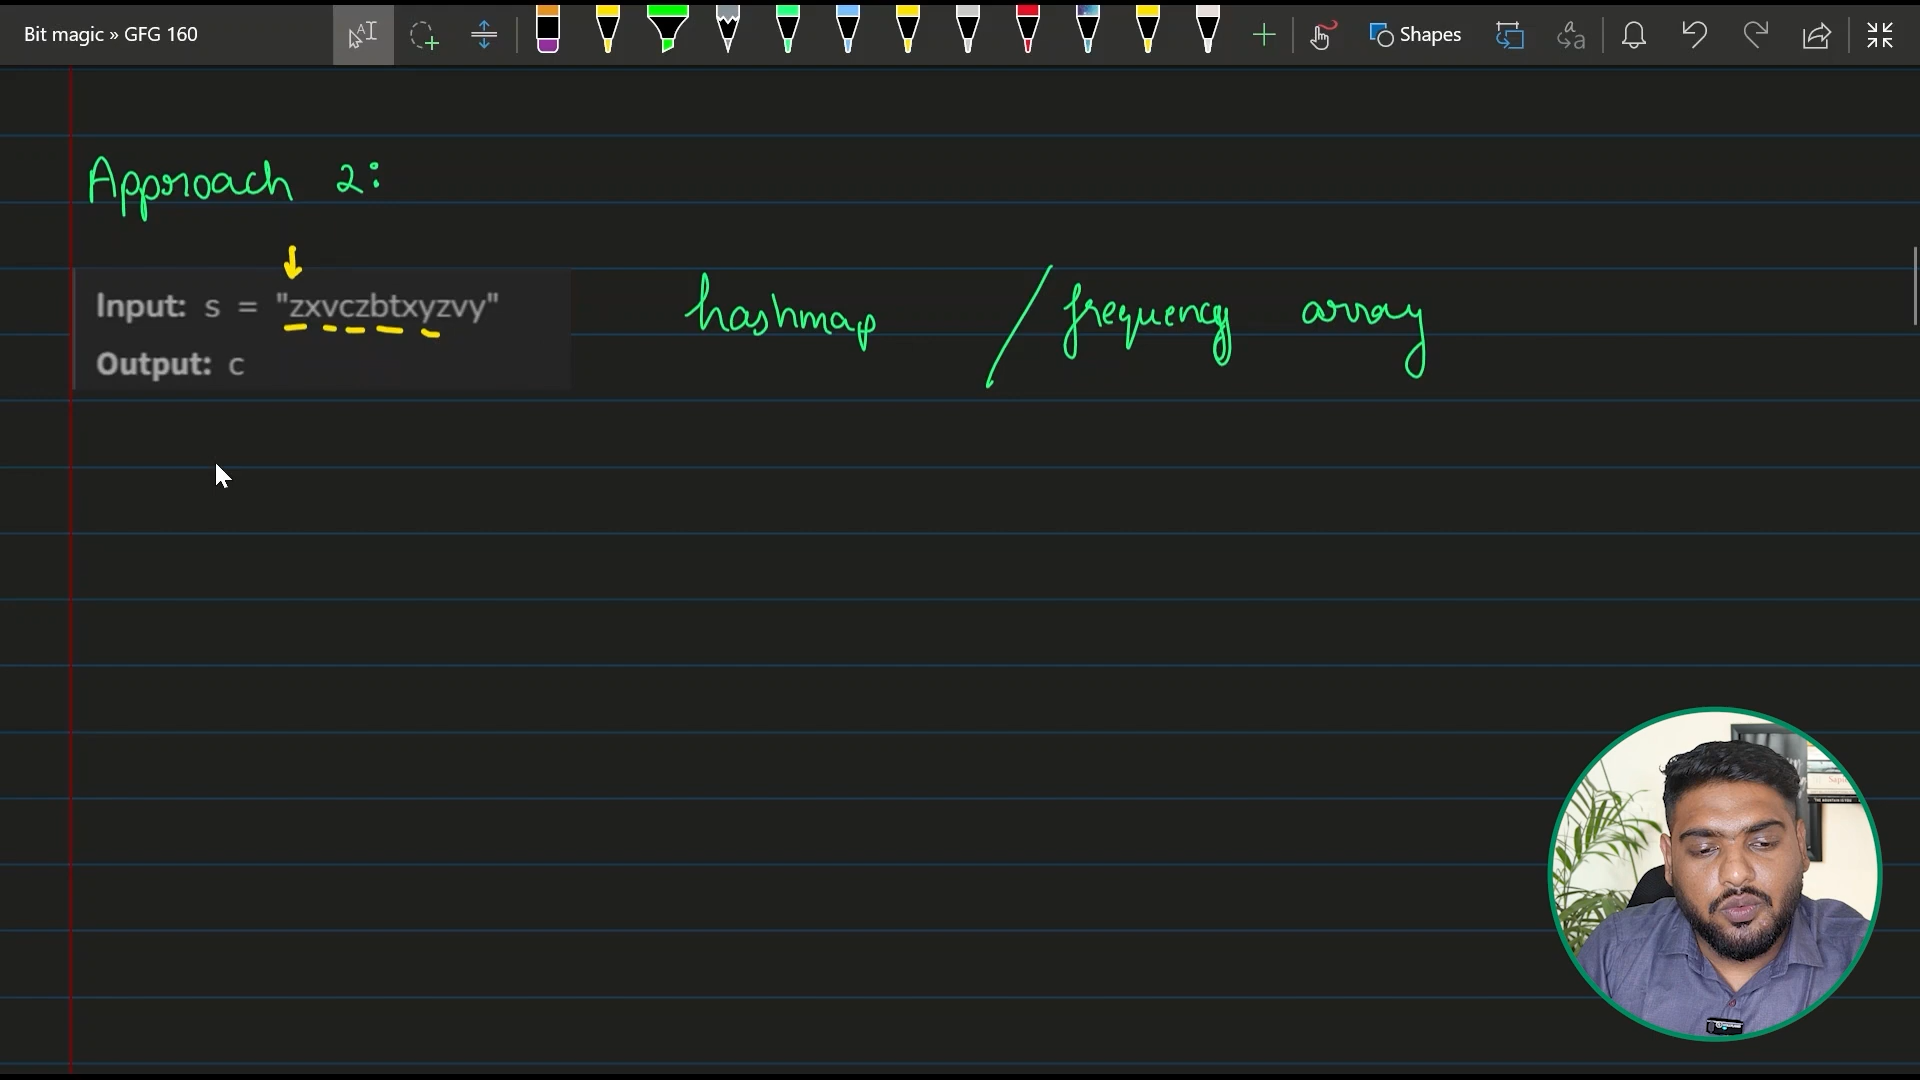 Bit magic » GFG 160
Shapes
Approach 2:
Input: s = "zxvczbtxyzvy"
Output: c
hashmap / frequency array